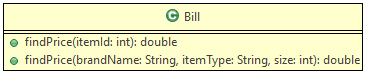 Bill
findPrice(itemId: int): double
findPrice(brandName: String, itemType: String, size: int): double